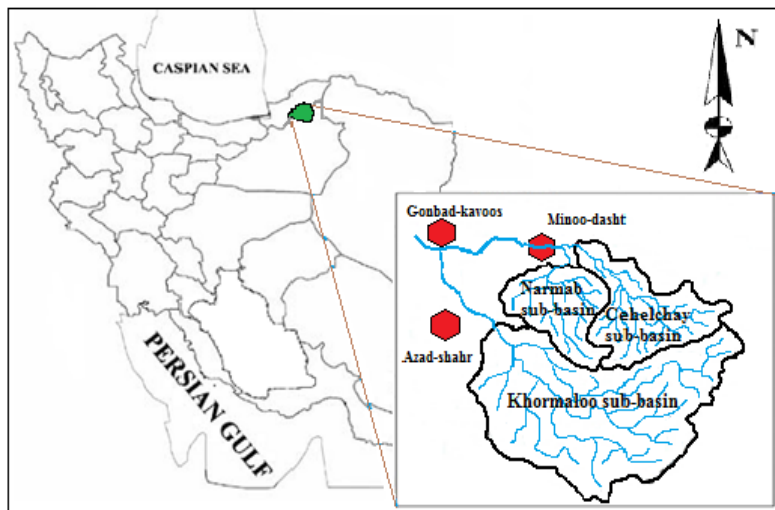 CASPIAN SEA
N
Gonbad-kavoos
Minoo-dasht
Narmab
sub-basin
Cehelchay
sub-basin
Azad-shahr
Khormaloo sub-basin
PERSIAN GULF